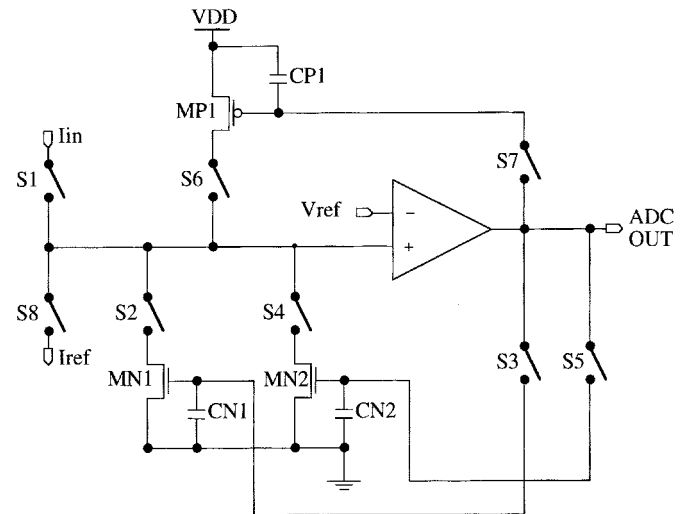 VDD
CP1
MP1
Iin
S1
S6
S7
Vref
−
+
ADC
OUT
S8
S2
S4
S3
S5
Iref
MN1
MN2
CN1
CN2